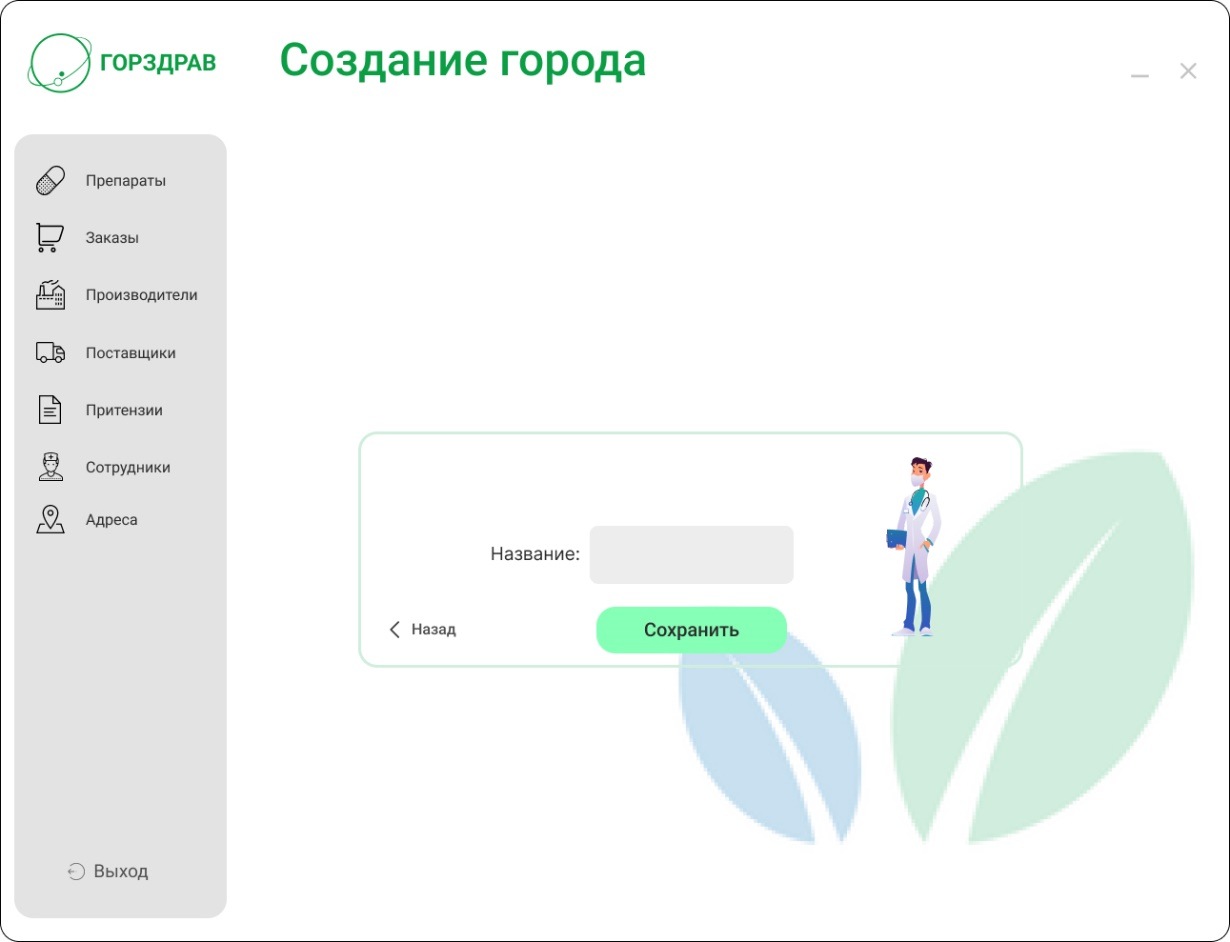 ГОРЗДРАВ
Создание города
Препараты
Заказы
Производители
Поставщики
Притензии
Сотрудники
Адреса
Название:
Назад
Сохранить
Выход